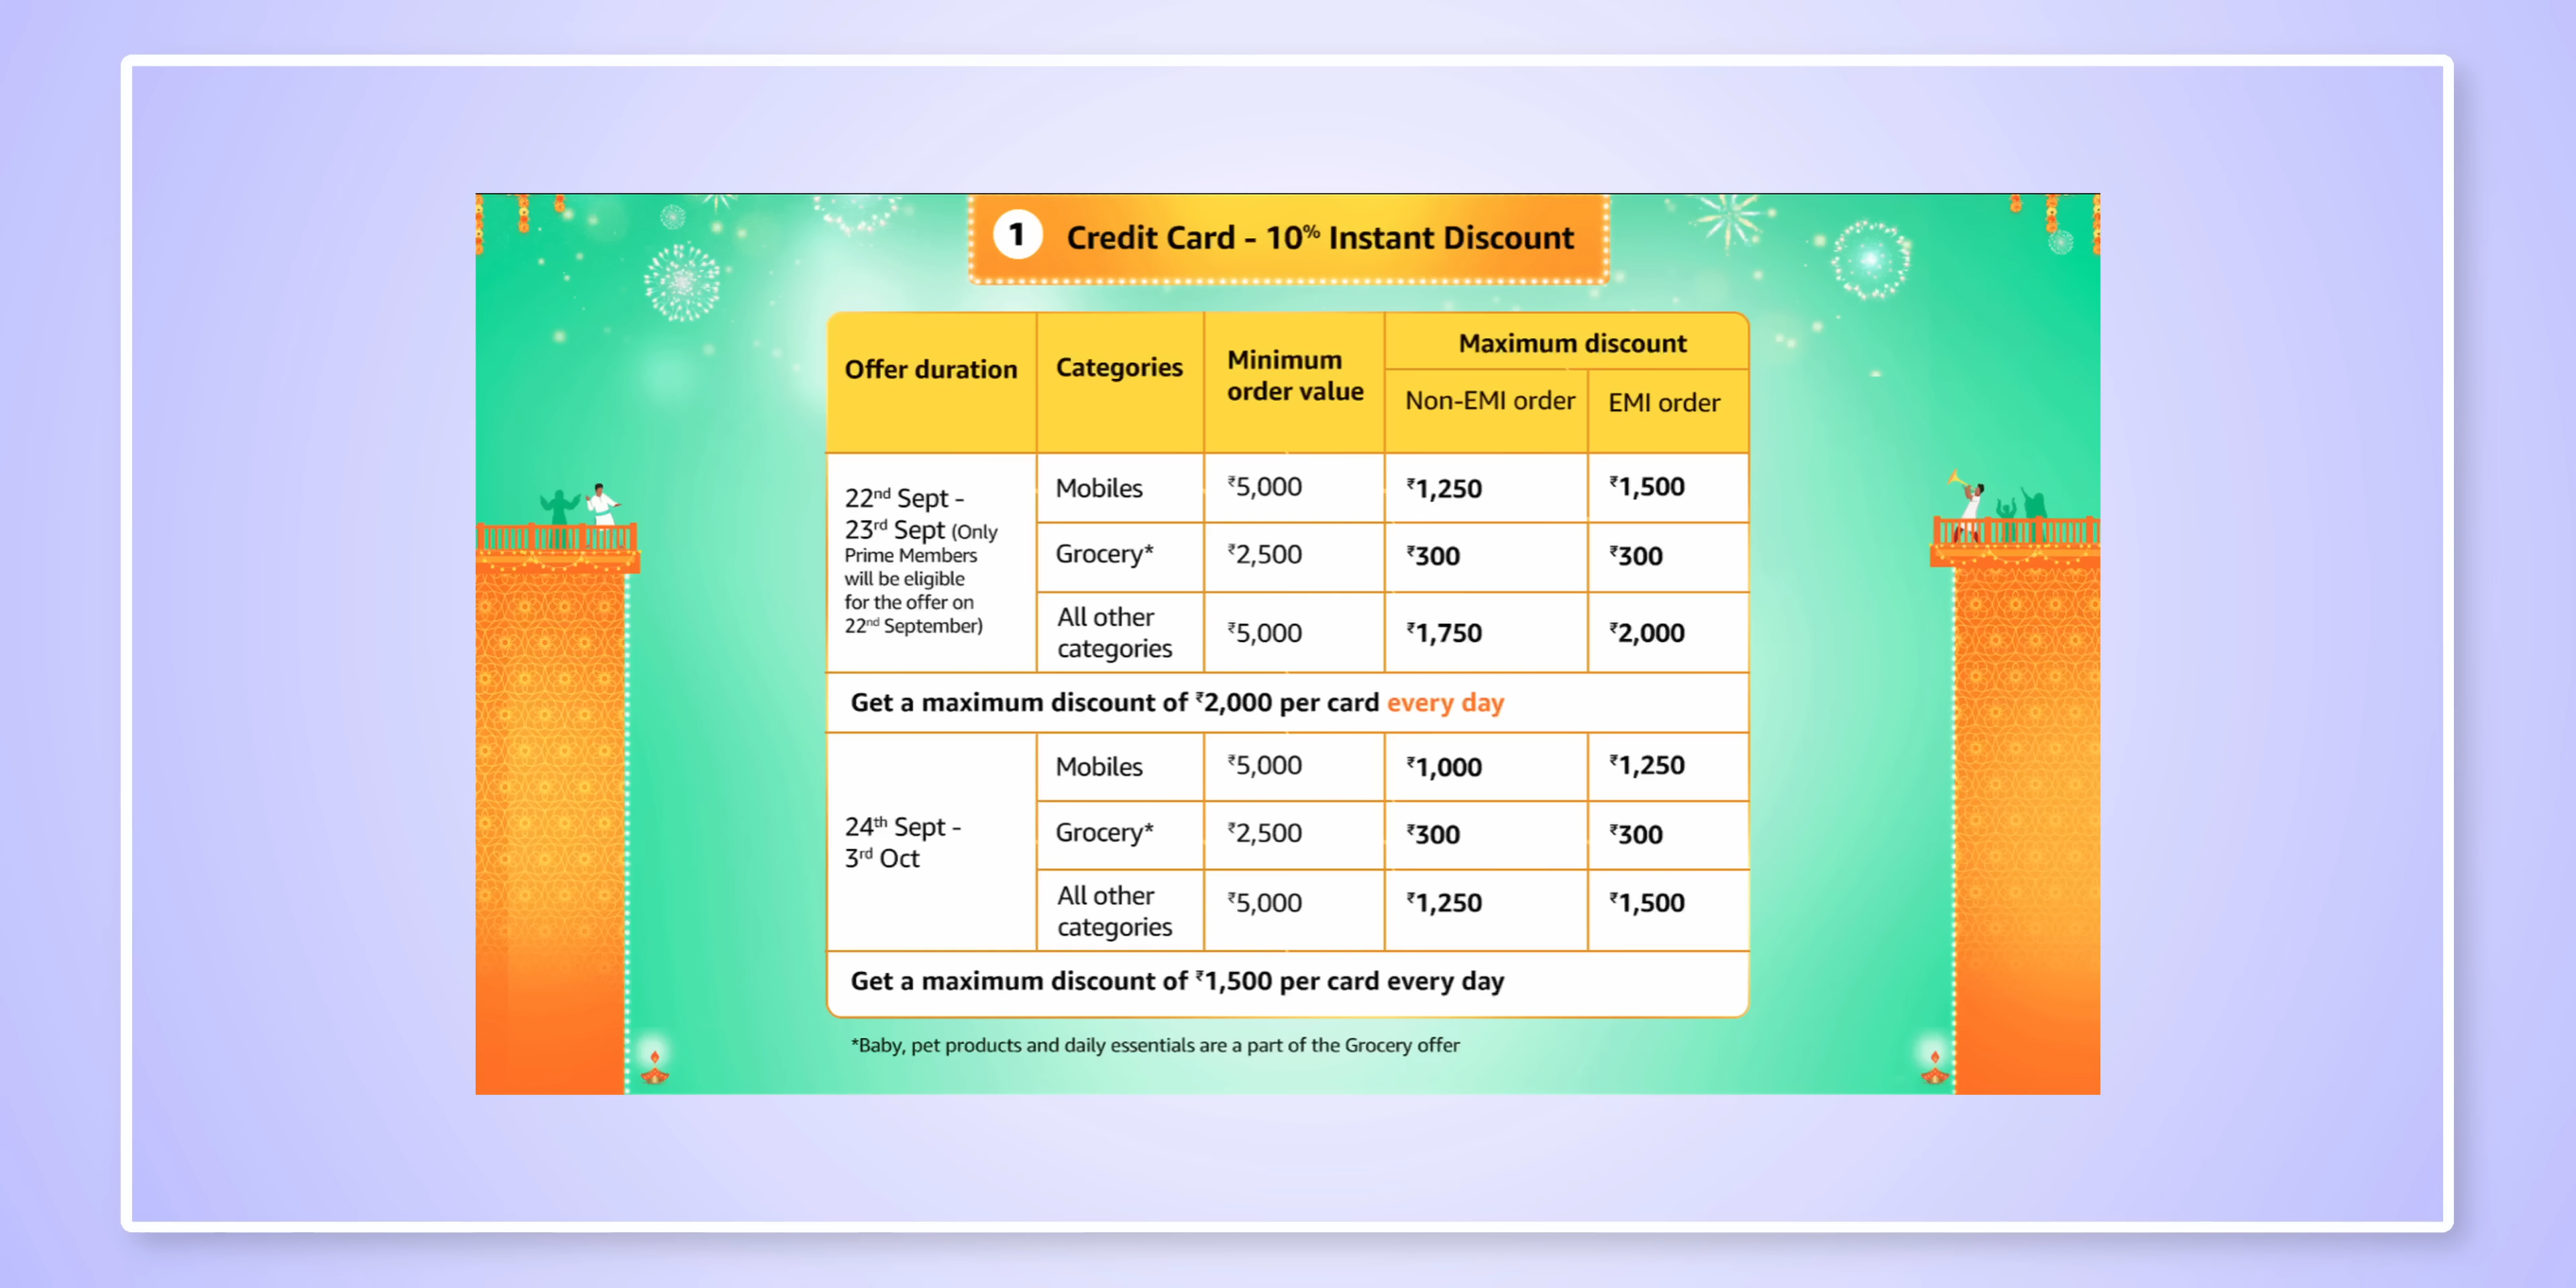 1 Credit Card - 10% Instant Discount
Maximum discount
Offer duration
Categories
Minimum
order value
Non-EMI order
EMI order
22nd Sept -
23rd Sept (Only
Prime Members
will be eligible
for the offer on
22nd September)
Mobiles
₹5,000
₹1,250
₹1,500
Grocery*
₹2,500
₹300
₹300
All other
categories
₹5,000
₹1,750
₹2,000
Get a maximum discount of ₹2,000 per card every day
24th Sept -
3rd Oct
Mobiles
₹5,000
₹1,000
₹1,250
Grocery*
₹2,500
₹300
₹300
All other
categories
₹5,000
₹1,250
₹1,500
Get a maximum discount of ₹1,500 per card every day
*Baby, pet products and daily essentials are a part of the Grocery offer